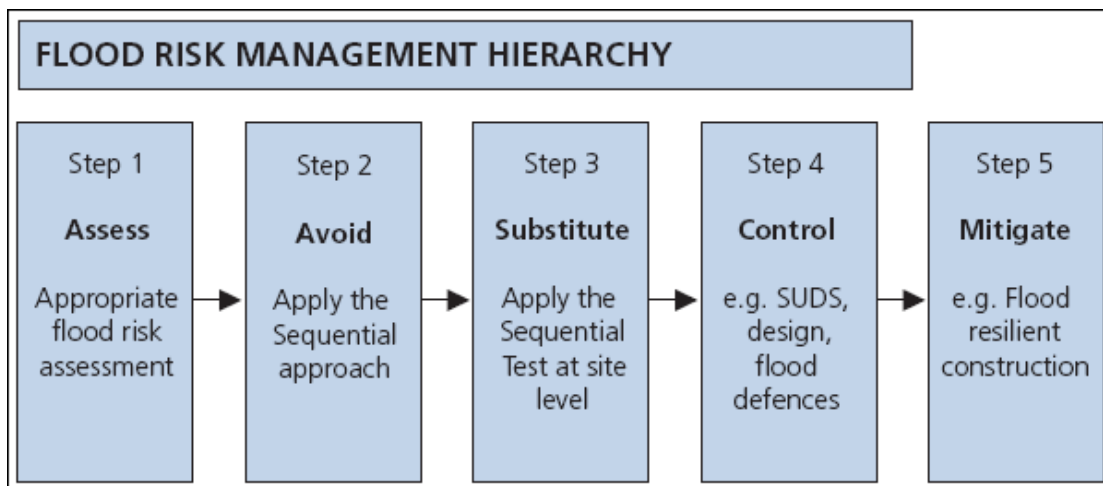 FLOOD RISK MANAGEMENT HIERARCHY
Step 1
Assess
Appropriate
flood risk
assessment
Step 2
Avoid
Apply the
Sequential
approach
Step 3
Substitute
Apply the
Sequential
Test at site
level
Step 4
Control
e.g. SUDS,
design,
flood
defences
Step 5
Mitigate
e.g. Flood
resilient
construction